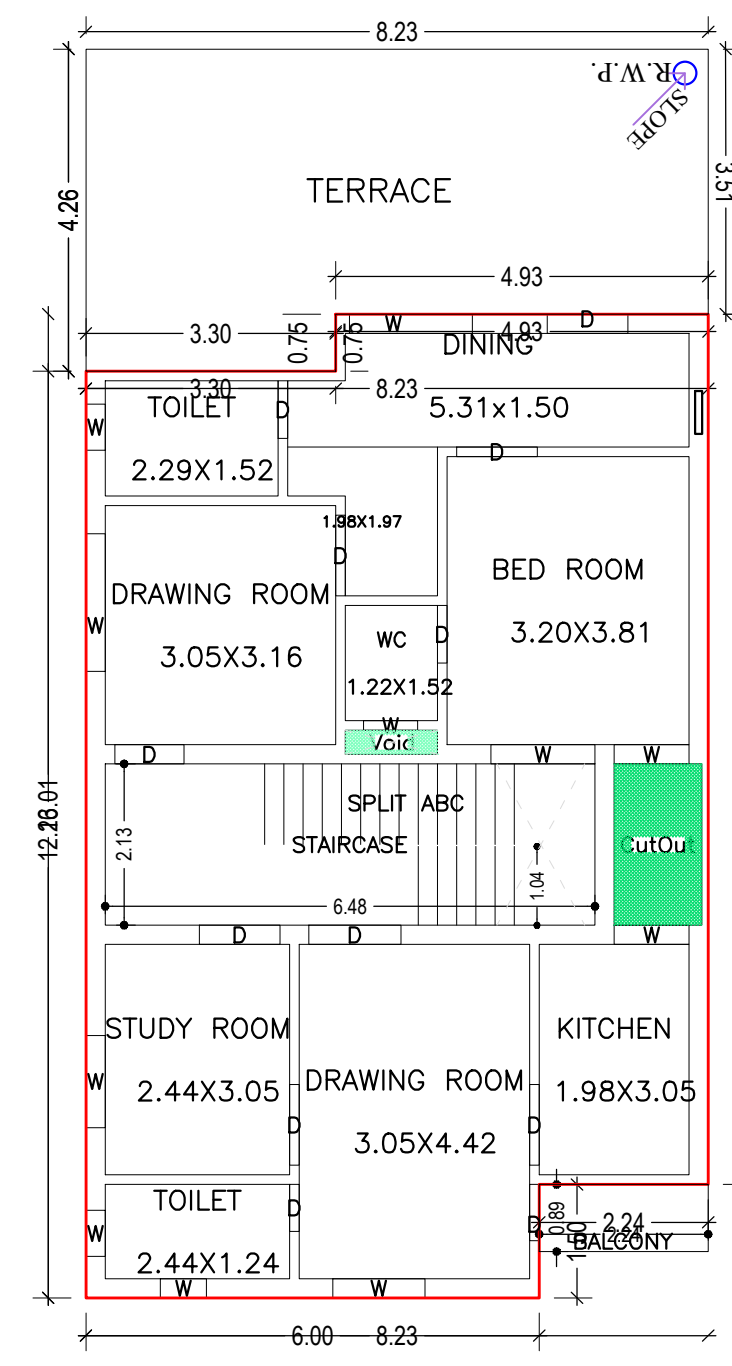 8.23
R.W.P.
SLOPE
4.26
3.51
TERRACE
4.93
W
D
3.30
0.75
0.75
4.93
DINING
3.30
8.23
TOILET
D
5.31x1.50
W
2.29X1.52
D
1.98X1.97
D
BED ROOM
DRAWING ROOM
W
3.20X3.81
WC
D
3.05X3.16
1.22X1.52
W
Void
D
W
W
SPLIT ABC
STAIRCASE
CutOut
2.13
1.04
6.48
D
D
W
STUDY ROOM
KITCHEN
W
2.44X3.05
DRAWING ROOM
1.98X3.05
D
3.05X4.42
D
TOILET
D
D
0.89
2.24
2.24
1.50
BALCONY
W
2.44X1.24
W
W
6.00
8.23